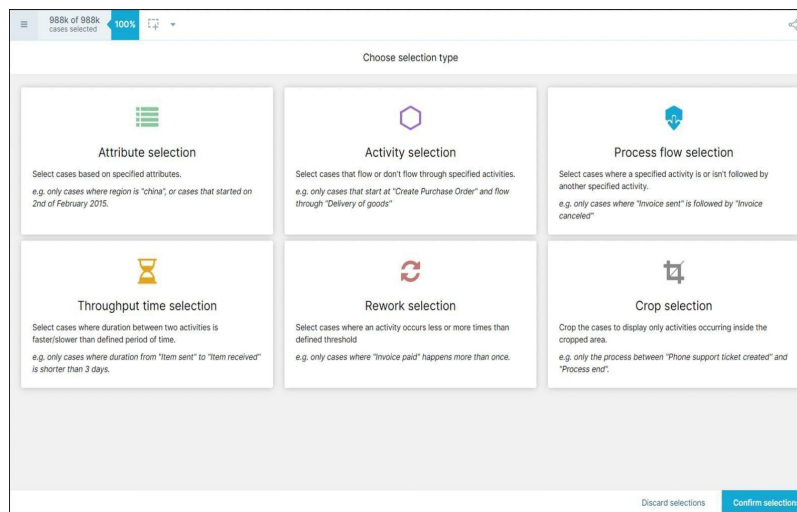 988k of 988k
cases selected
100%
Choose selection type
Attribute selection
Select cases based on specified attributes.
e.g. only cases where region is "china", or cases that started on
2nd of February 2015.
Activity selection
Select cases that flow or don't flow through specified activities.
e.g. only cases that start at "Create Purchase Order" and flow
through "Delivery of goods"
Process flow selection
Select cases where a specified activity is or isn't followed by
another specified activity.
e.g. only cases where "Invoice sent" is followed by "Invoice
canceled"
Throughput time selection
Select cases where duration between two activities is
faster/slower than defined period of time.
e.g. only cases where duration from "Item sent" to "Item received"
is shorter than 3 days.
Rework selection
Select cases where an activity occurs less or more times than
defined threshold
e.g. only cases where "Invoice paid" happens more than once.
Crop selection
Crop the cases to display only activities occurring inside the
cropped area.
e.g. only the process between "Phone support ticket created" and
"Process end".
Discard selections
Confirm selection